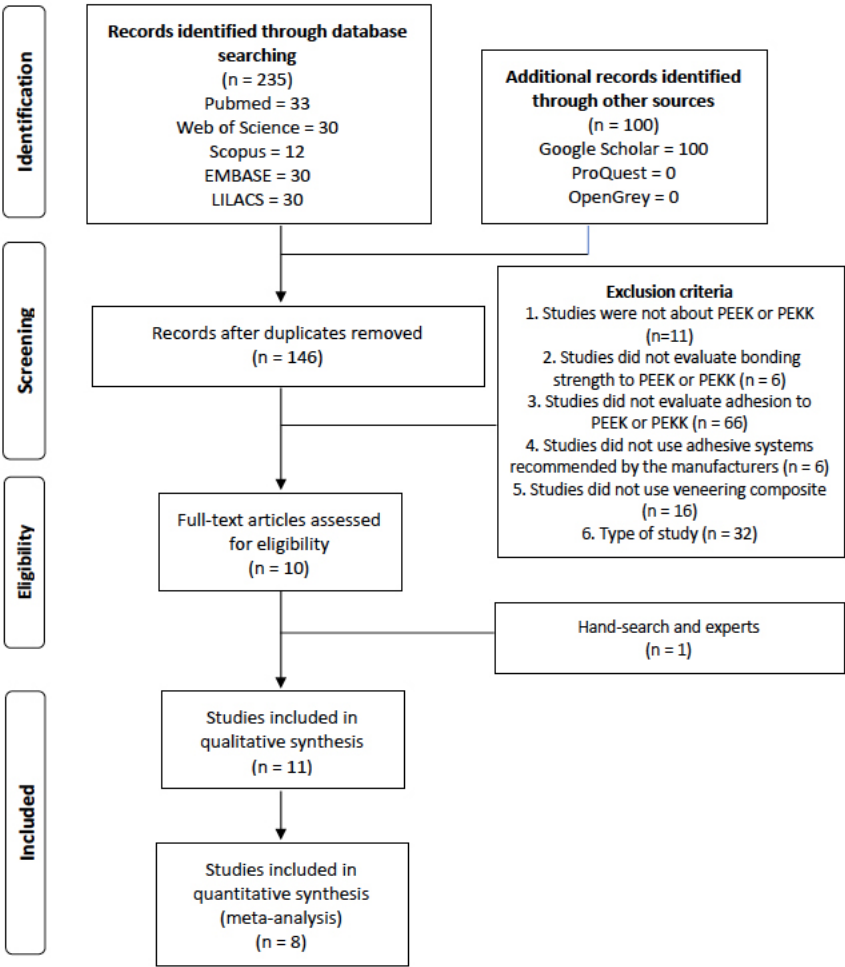 Identification
Records identified through database
searching
(n = 235)
Pubmed = 33
Web of Science = 30
Scopus = 12
EMBASE = 30
LILACS = 30
Additional records identified
through other sources
(n = 100)
Google Scholar = 100
ProQuest = 0
OpenGrey = 0
Screening
Records after duplicates removed
(n = 146)
Exclusion criteria
1. Studies were not about PEEK or PEKK
(n=11)
2. Studies did not evaluate bonding
strength to PEEK or PEKK (n = 6)
3. Studies did not evaluate adhesion to
PEEK or PEKK (n = 66)
4. Studies did not use adhesive systems
recommended by the manufacturers (n = 6)
5. Studies did not use veneering composite
(n = 16)
6. Type of study (n = 32)
Eligibility
Full-text articles assessed
for eligibility
(n = 10)
Hand-search and experts
(n = 1)
Included
Studies included in
qualitative synthesis
(n = 11)
Studies included in
quantitative synthesis
(meta-analysis)
(n = 8)